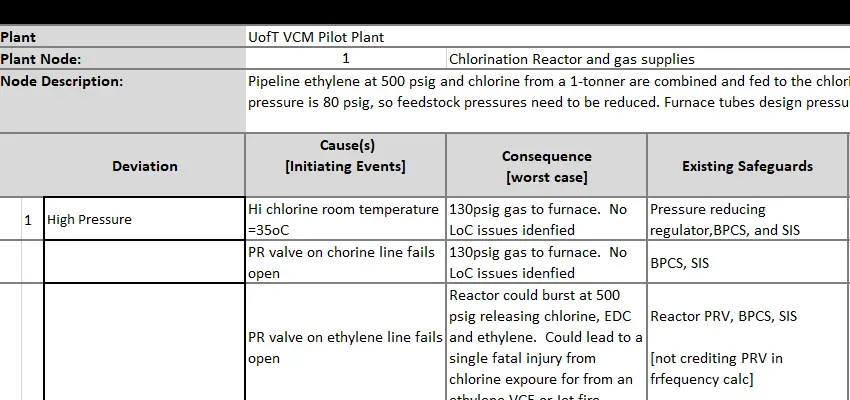 Plant UofT VCM Pilot Plant
Plant Node: 1 Chlorination Reactor and gas supplies
Node Description: Pipeline ethylene at 500 psig and chlorine from a 1-tonner are combined and fed to the
pressure is 80 psig, so feedstock pressures need to be reduced. Furnace tubes design
Deviation
Cause(s)
[Initiating Events]
Consequence
[worst case]
Existing Safeguards
1 High Pressure
Hi chlorine room temperature
=35oC
130psig gas to furnace.  No
LoC issues idenfied
Pressure reducing
regulator,BPCS, and SIS
PR valve on chorine line fails
open
130psig gas to furnace.  No
LoC issues idenfied
BPCS, SIS
PR valve on ethylene line fails
open
Reactor could burst at 500
psig releasing chlorine, EDC
and ethylene.  Could lead to a
single fatal injury from
chlorine expoure for from an
ethylene VCE or Jet fire
Reactor PRV, BPCS, SIS
[not crediting PRV in
frfequency calc]